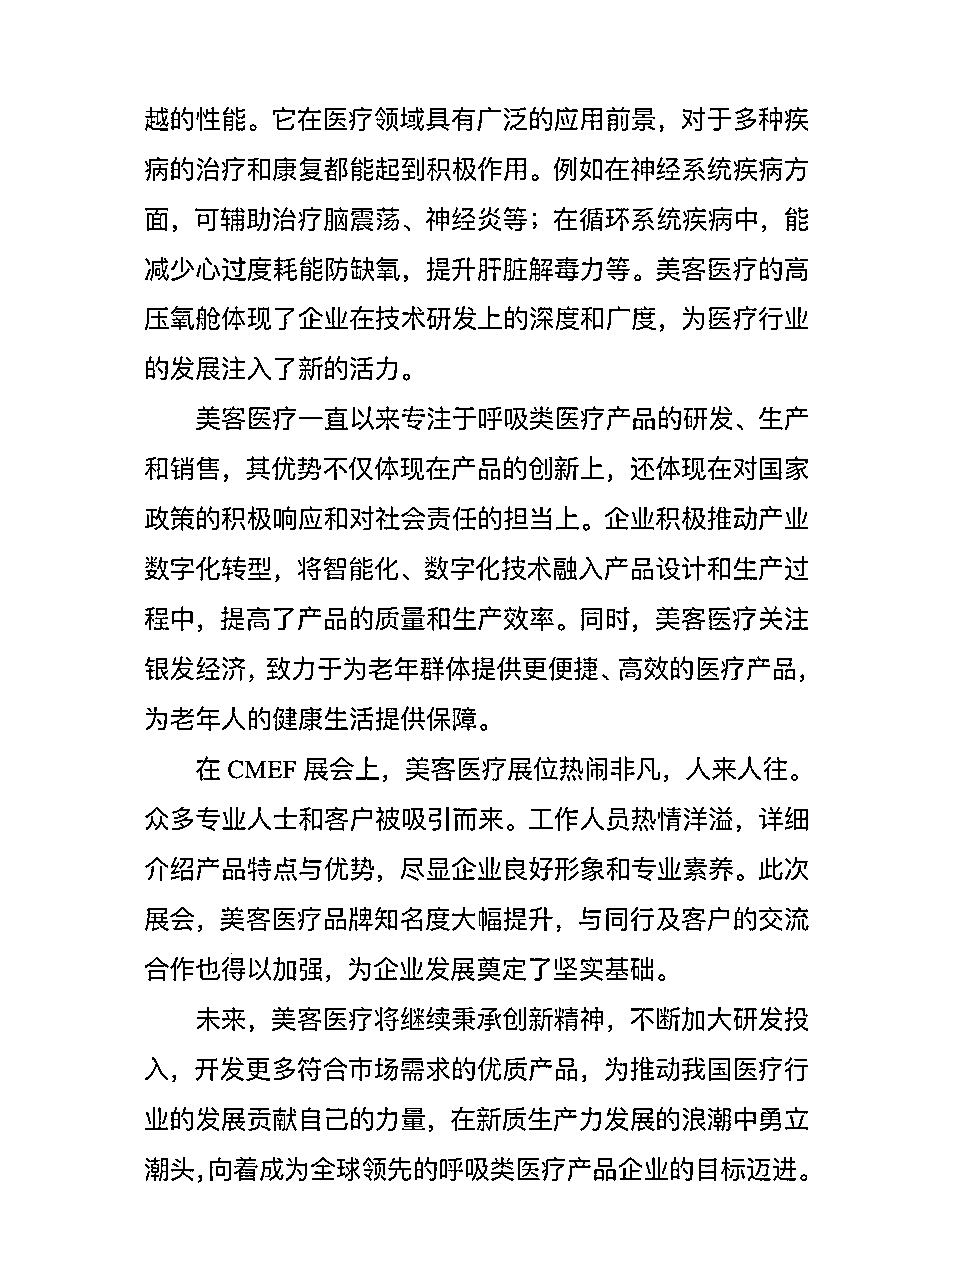 越的性能。它在医疗领域具有广泛的应用前景，对于多种疾
病的治疗和康复都能起到积极作用。例如在神经系统疾病方
面，可辅助治疗脑震荡、神经炎等；在循环系统疾病中，能
减少心过度耗能防缺氧，提升肝脏解毒力等。美客医疗的高
压氧舱体现了企业在技术研发上的深度和广度，为医疗行业
的发展注入了新的活力。
美客医疗一直以来专注于呼吸类医疗产品的研发、生产
和销售，其优势不仅体现在产品的创新上，还体现在对国家
政策的积极响应和对社会责任的担当上。企业积极推动产业
数字化转型，将智能化、数字化技术融入产品设计和生产过
程中，提高了产品的质量和生产效率。同时，美客医疗关注
银发经济，致力于为老年群体提供更便捷、高效的医疗产品，
为老年人的健康生活提供保障。
在 CMEF 展会上，美客医疗展位热闹非凡，人来人往。
众多专业人士和客户被吸引而来。工作人员热情洋溢，详细
介绍产品特点与优势，尽显企业良好形象和专业素养。此次
展会，美客医疗品牌知名度大幅提升，与同行及客户的交流
合作也得以加强，为企业发展奠定了坚实基础。
未来，美客医疗将继续秉承创新精神，不断加大研发投
入，开发更多符合市场需求的优质产品，为推动我国医疗行
业的发展贡献自己的力量，在新质生产力发展的浪潮中勇立
潮头，向着成为全球领先的呼吸类医疗产品企业的目标迈进。